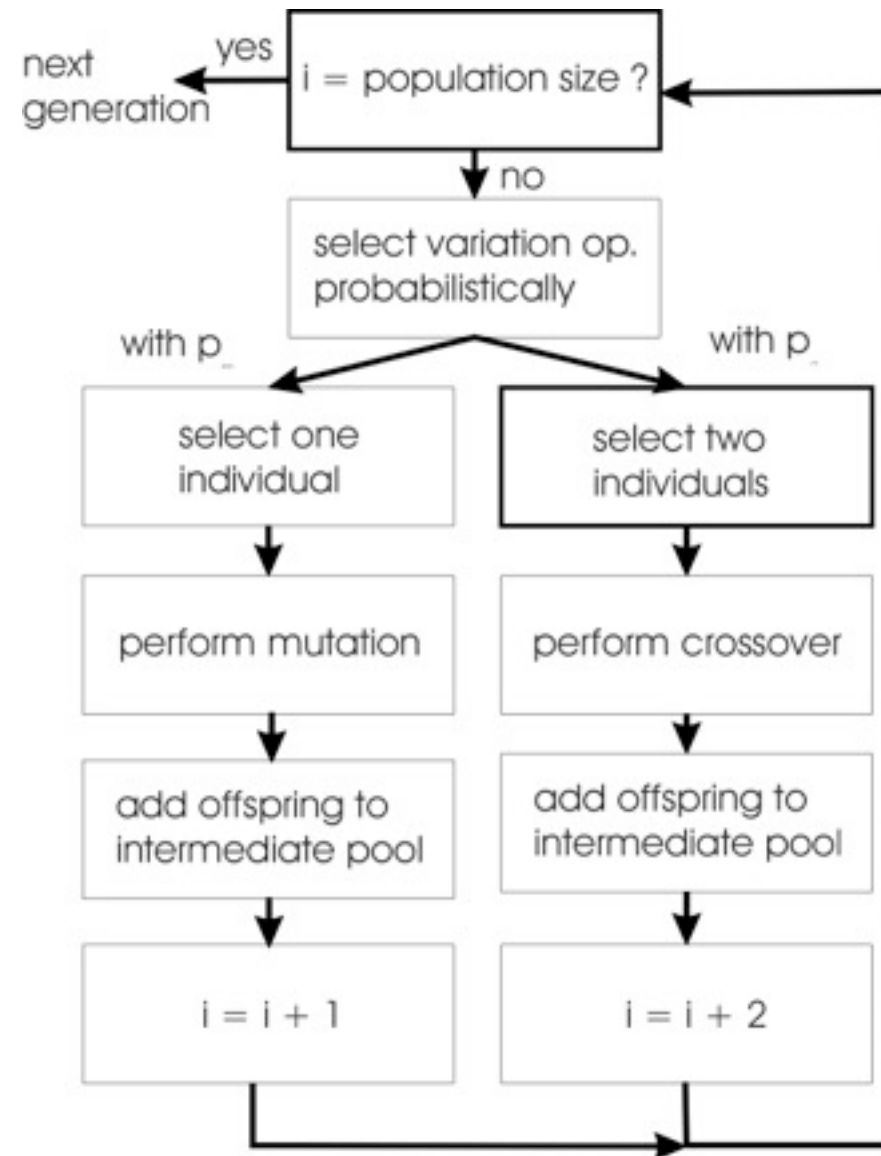 yes
next
generation
i = population size ?
no
select variation op.
probabilistically
with p
with p
select one
individual
select two
individuals
perform mutation
perform crossover
add offspring to
intermediate pool
add offspring to
intermediate pool
i = i + 1
i = i + 2